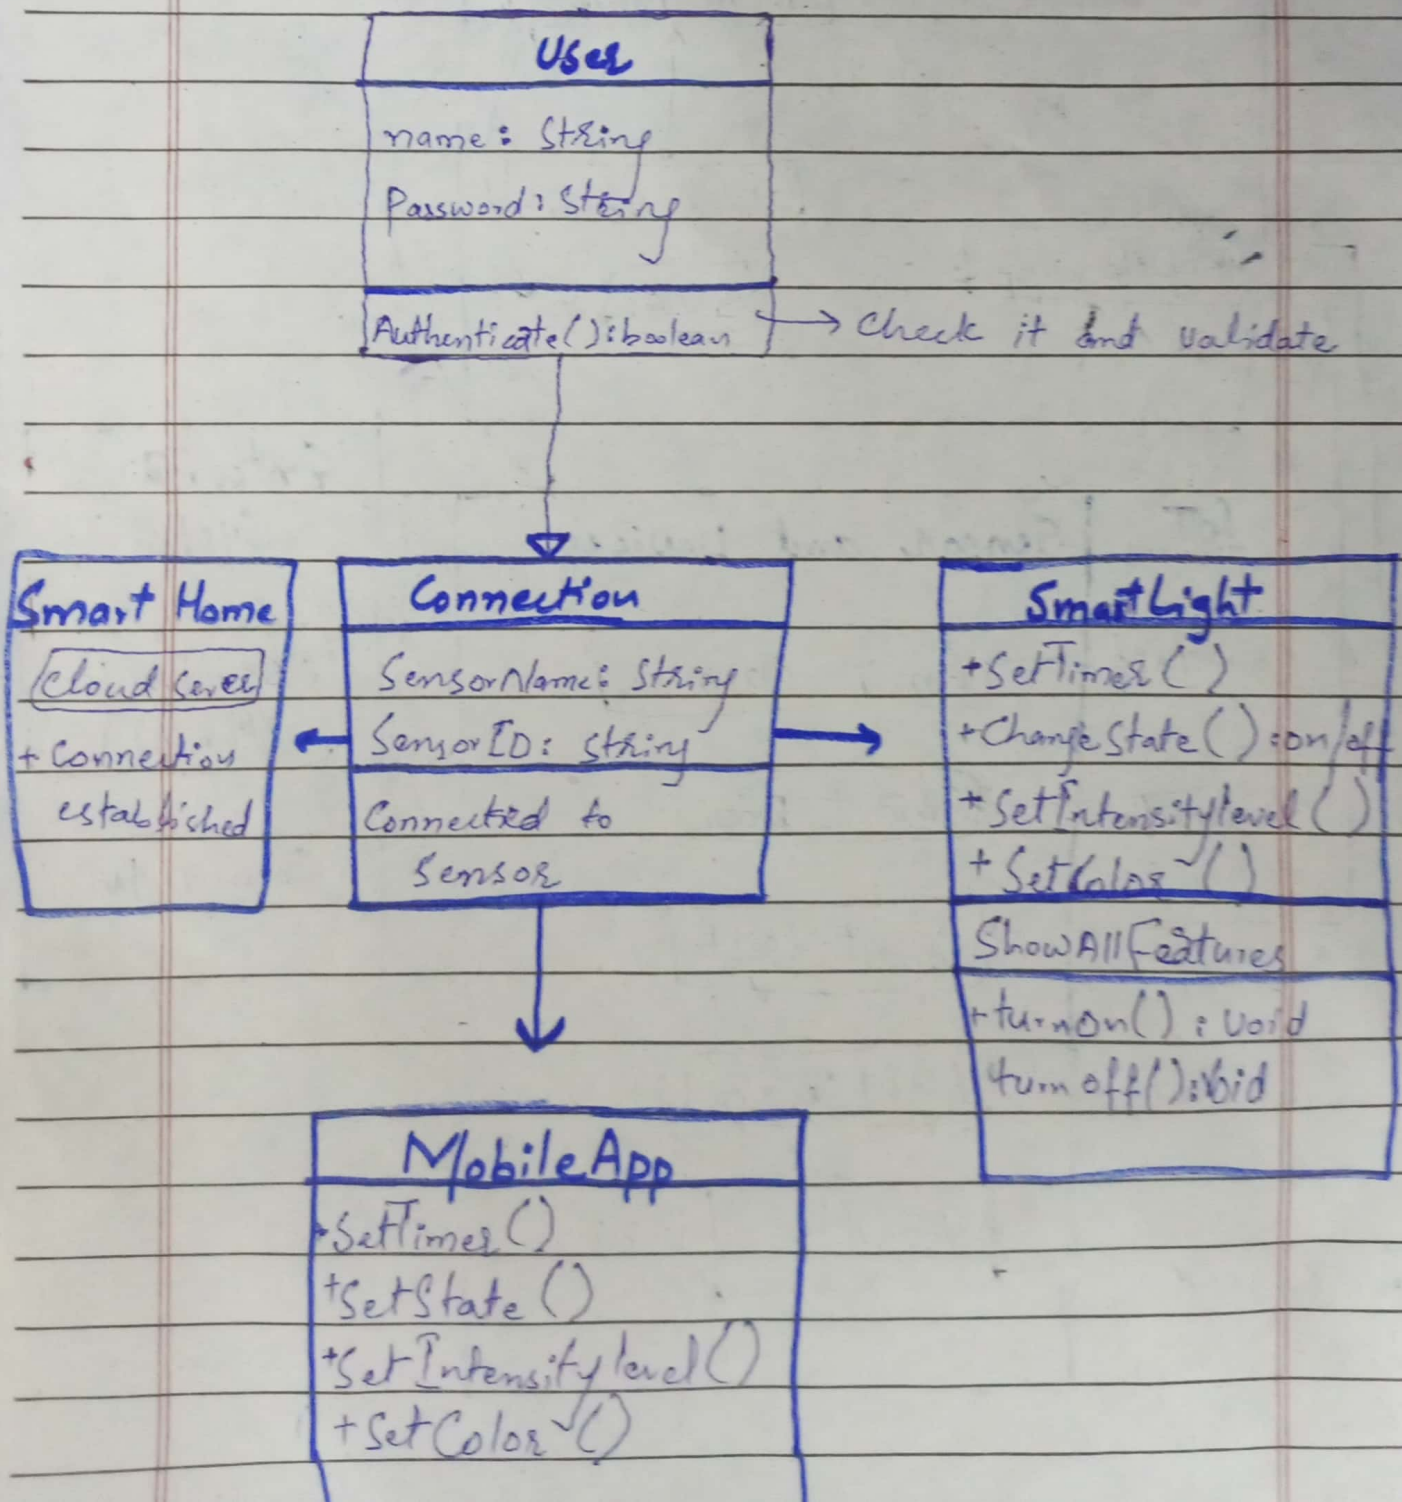 User
name: String
Password: String
Authenticate(): boolean → Check it and validate
Smart Home
Cloud Sever
+ Connection
established
Connection
SensorName: String
SensorID: String
Connected to
Sensor
SmartLight
+SetTimer()
+ChangeState(): on/off
+SetIntensitylevel()
+SetColor()
ShowAllFeatures
+turnOn(): void
turnoff(): void
MobileApp
+SetTimer()
+SetState()
+SetIntensitylevel()
+SetColor()